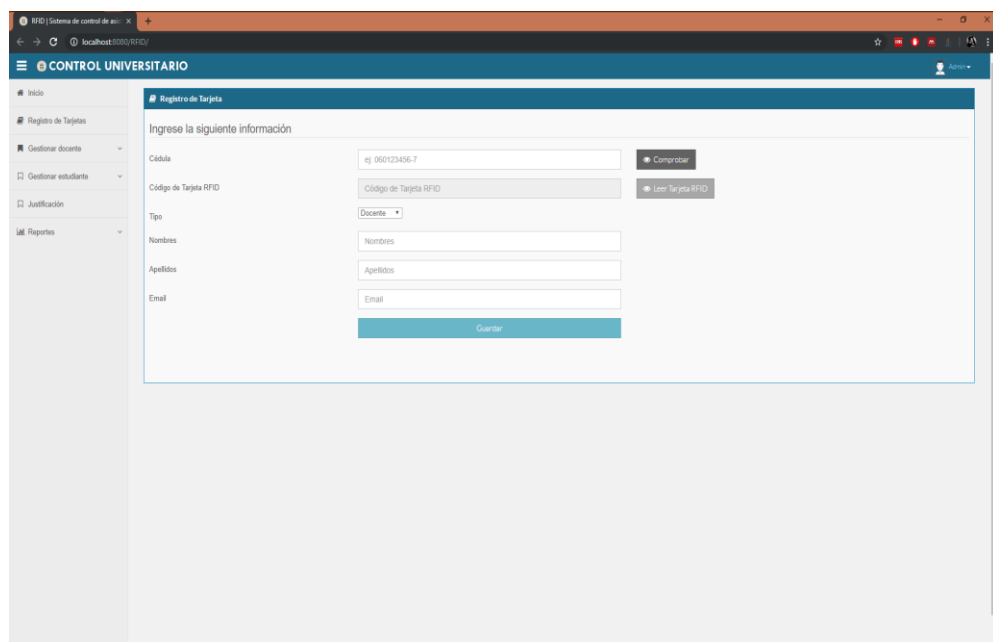 RFID | Sistema de control de asis
localhost:8080/RFID/
CONTROL UNIVERSITARIO
Admin
Inicio
Registro de Tarjetas
Gestionar docente
Gestionar estudiante
Justificación
Reportes
Registro de Tarjeta
Ingrese la siguiente información
Cédula
ej: 060123456-7
Comprobar
Código de Tarjeta RFID
Código de Tarjeta RFID
Leer Tarjeta RFID
Tipo
Docente
Nombres
Nombres
Apellidos
Apellidos
Email
Email
Guardar